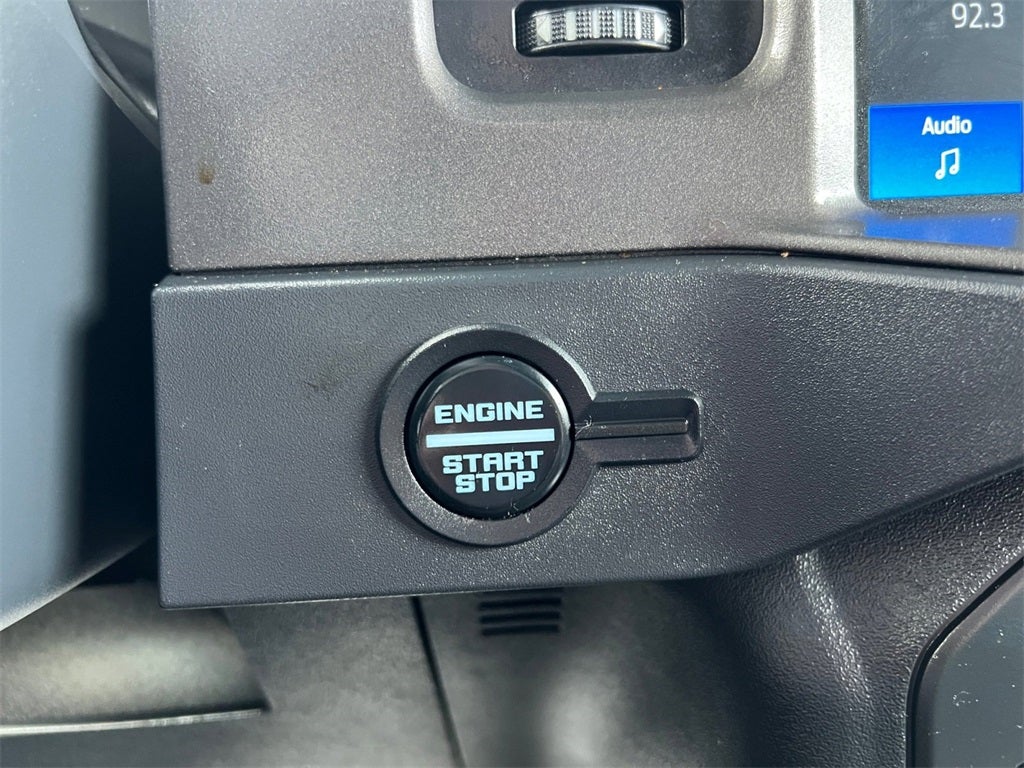 92.3
Audio
ENGINE
START
STOP